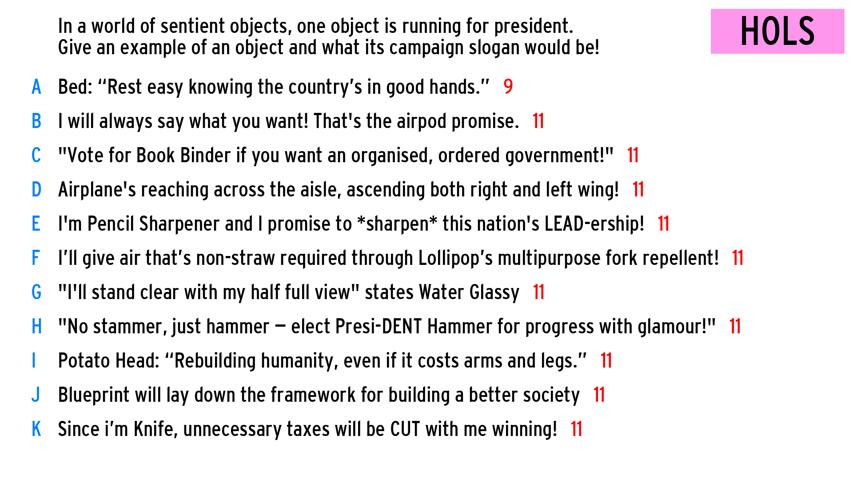 In a world of sentient objects, one object is running for president.
Give an example of an object and what its campaign slogan would be!
HOLS
A Bed: “Rest easy knowing the country’s in good hands.” 9
B I will always say what you want! That's the airpod promise. 11
C "Vote for Book Binder if you want an organised, ordered government!" 11
D Airplane's reaching across the aisle, ascending both right and left wing! 11
E I'm Pencil Sharpener and I promise to *sharpen* this nation's LEAD-ership! 11
F I’ll give air that’s non-straw required through Lollipop’s multipurpose fork repellent! 11
G "I'll stand clear with my half full view" states Water Glassy 11
H "No stammer, just hammer – elect Presi-DENT Hammer for progress with glamour!" 11
I Potato Head: “Rebuilding humanity, even if it costs arms and legs.” 11
J Blueprint will lay down the framework for building a better society 11
K Since i’m Knife, unnecessary taxes will be CUT with me winning! 11